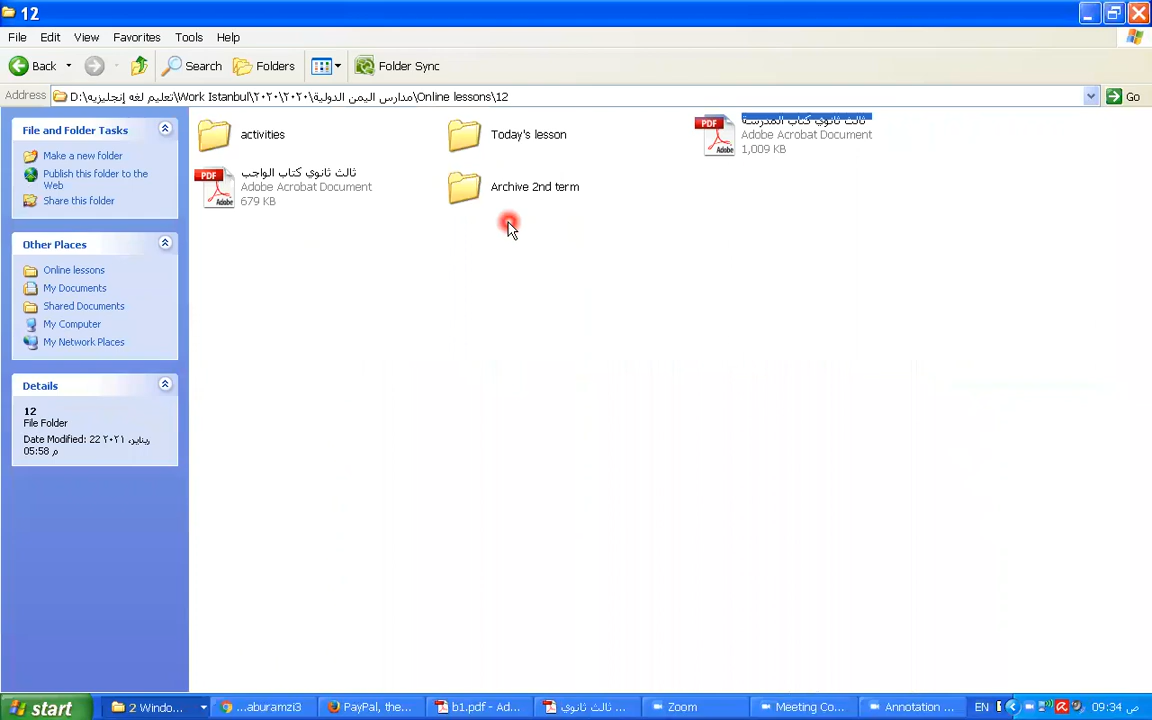 12
File Edit View Favorites Tools Help
Back Search Folders Folder Sync
Address D:\تعليم لغه إنجليزيه\Work Istanbul\٢٠٢٠\٢٠٢٠\مدارس اليمن الدولية\Online lessons\12 Go
File and Folder Tasks
Make a new folder
Publish this folder to the
Web
Share this folder
Other Places
Online lessons
My Documents
Shared Documents
My Computer
My Network Places
Details
12
File Folder
Date Modified: 22 يناير، ٢٠٢١
05:58 م
activities
Today's lesson
ثالث ثانوي كتاب المدرسة
Adobe Acrobat Document
1,009 KB
PDF
Adobe
ثالث ثانوي كتاب الواجب
Adobe Acrobat Document
679 KB
PDF
Adobe
Archive 2nd term
start 2 Windo... ...aburamzi3 PayPal, the... b1.pdf - Ad... ثالث ثانوي ... Zoom Meeting Co... Annotation ... EN 09:34 ص